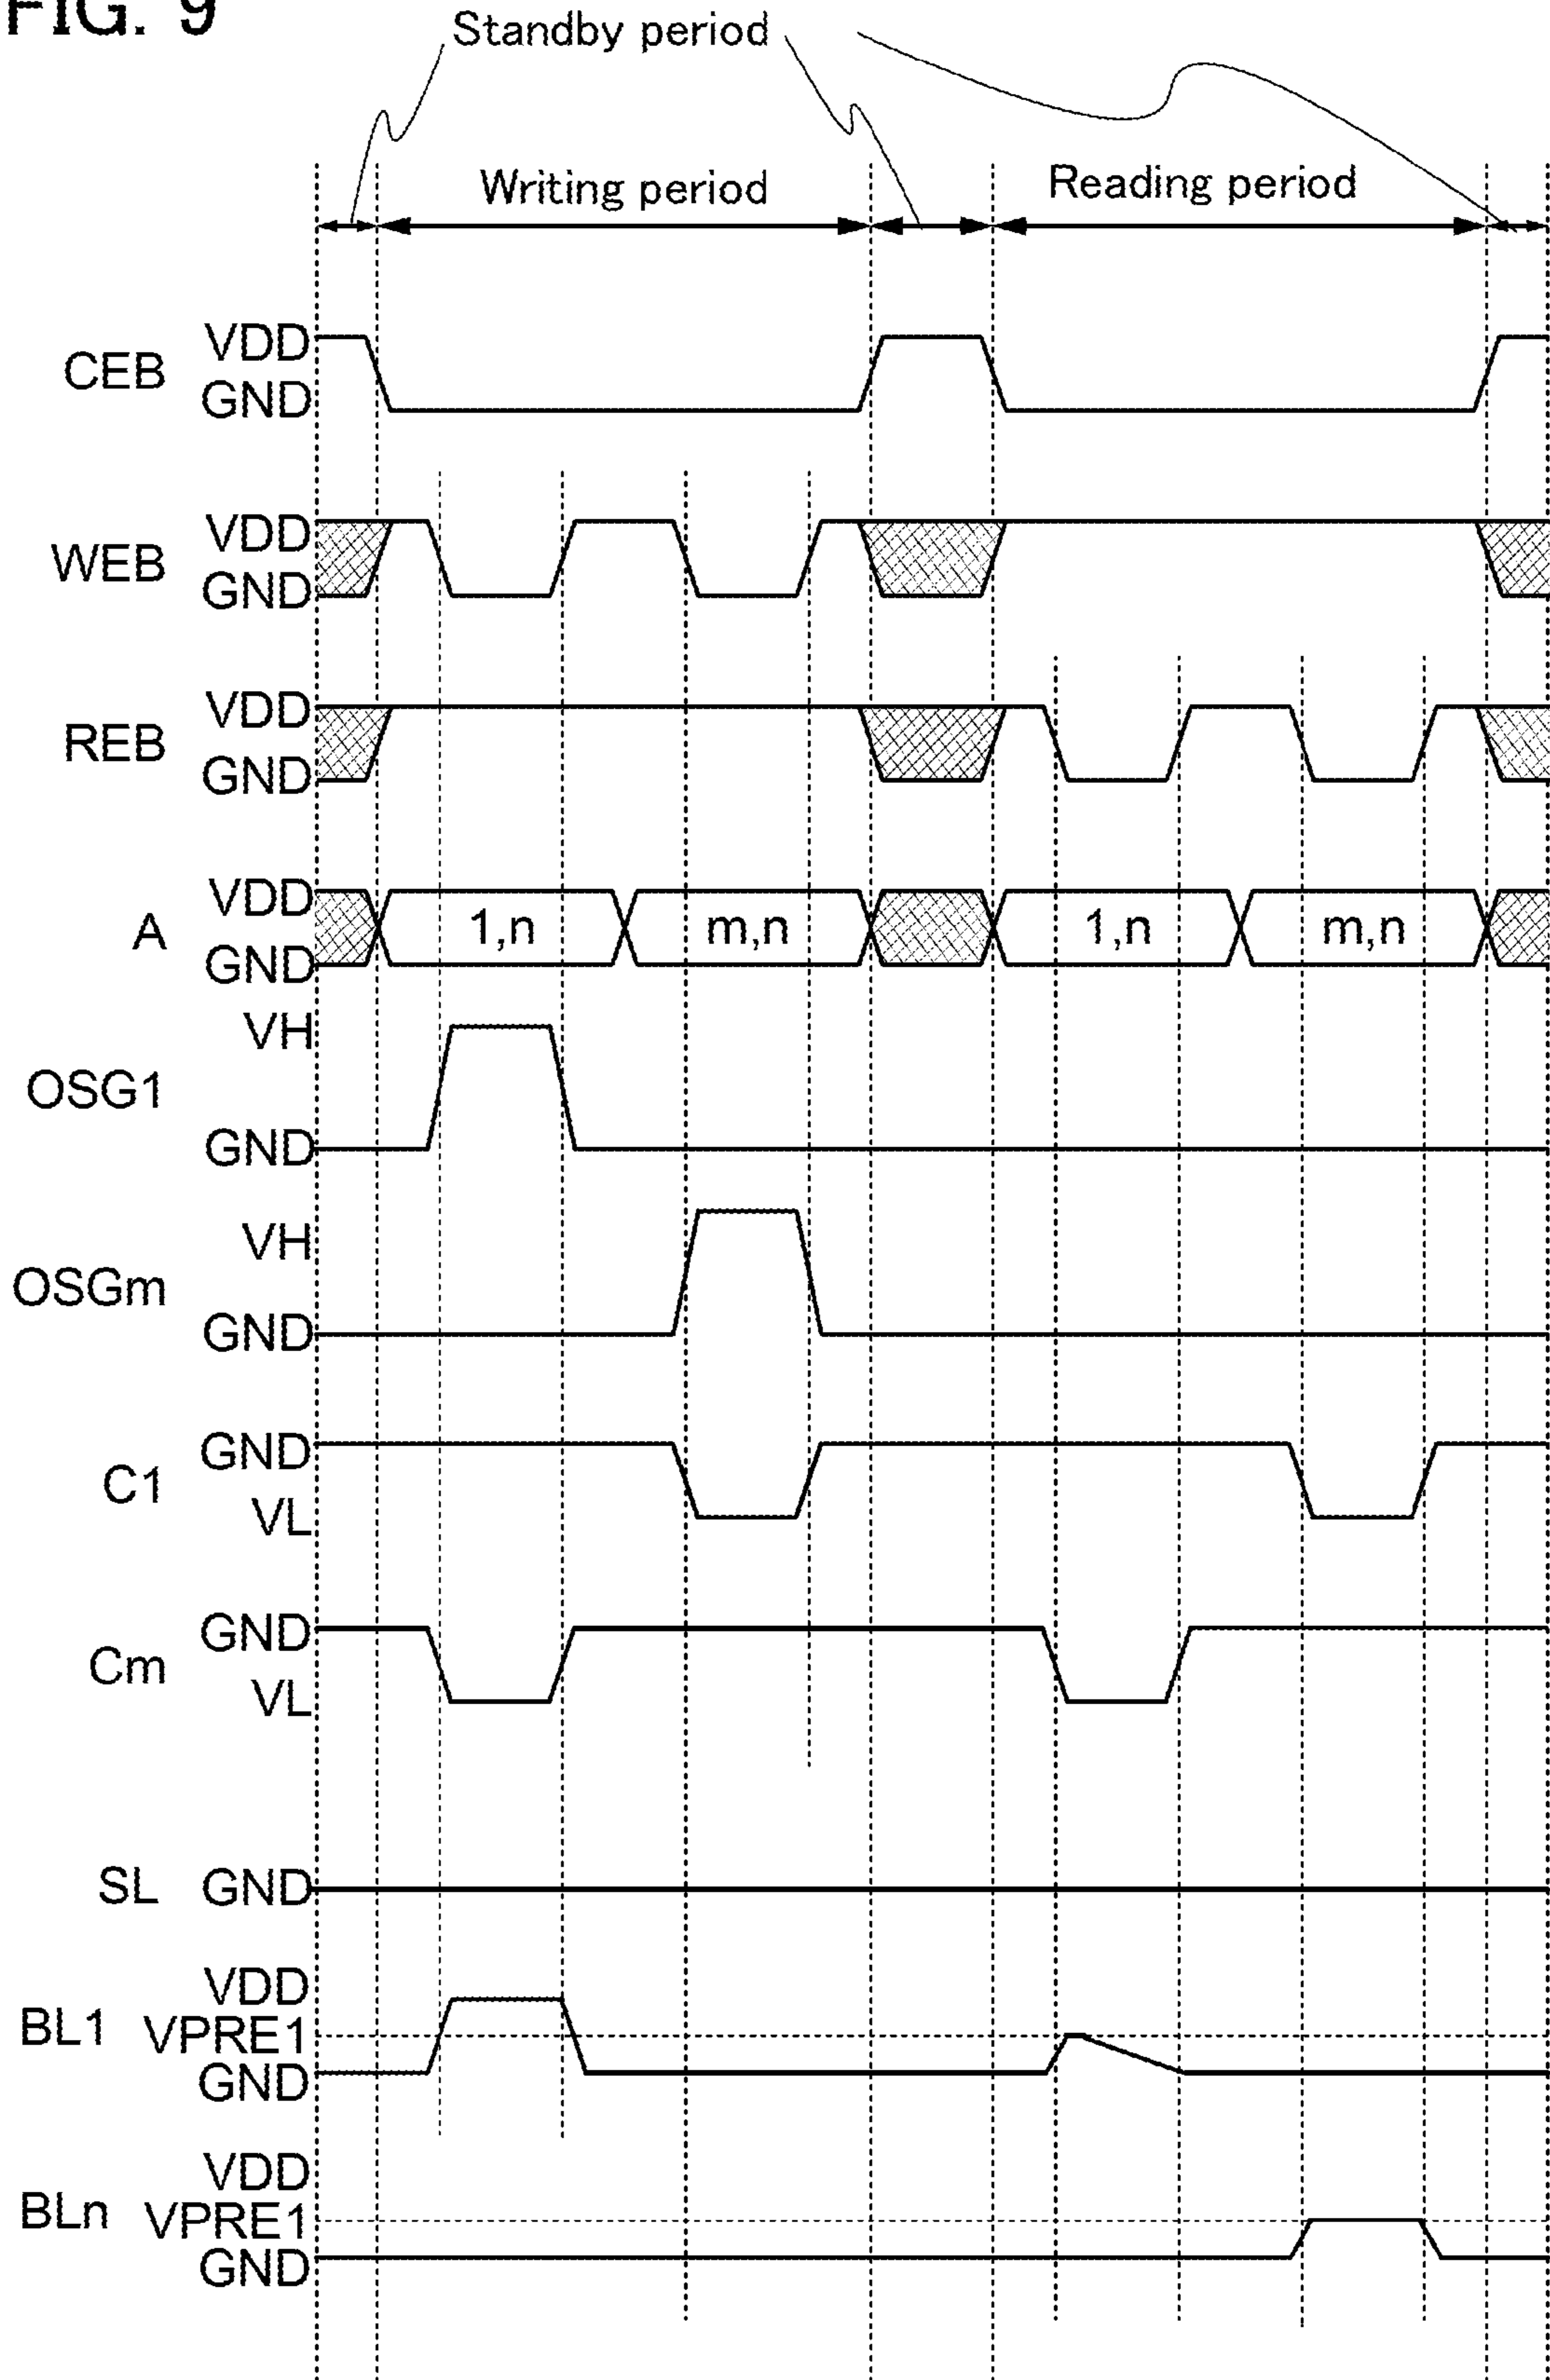 FIG. 9
Standby period
Writing period
Reading period
CEB VDD
GND
WEB VDD
GND
REB VDD
GND
A VDD
GND
1,n m,n 1,n m,n
OSG1 VH
GND
OSGm VH
GND
C1 GND
VL
Cm GND
VL
SL GND
BL1 VDD
VPRE1
GND
BLn VDD
VPRE1
GND